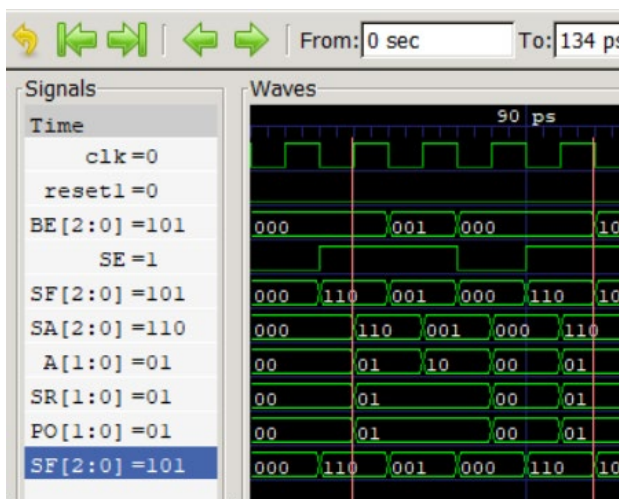 From: 0 sec To: 134 ps
Signals Waves
Time 90 ps
clk=0
reset1=0
BE[2:0]=101 000 001 000 10
SE=1
SF[2:0]=101 000 110 001 000 110 10
SA[2:0]=110 000 110 001 000 110
A[1:0]=01 00 01 10 00 01
SR[1:0]=01 00 01 00 01
PO[1:0]=01 00 01 00 01
SF[2:0]=101 000 110 001 000 110 10